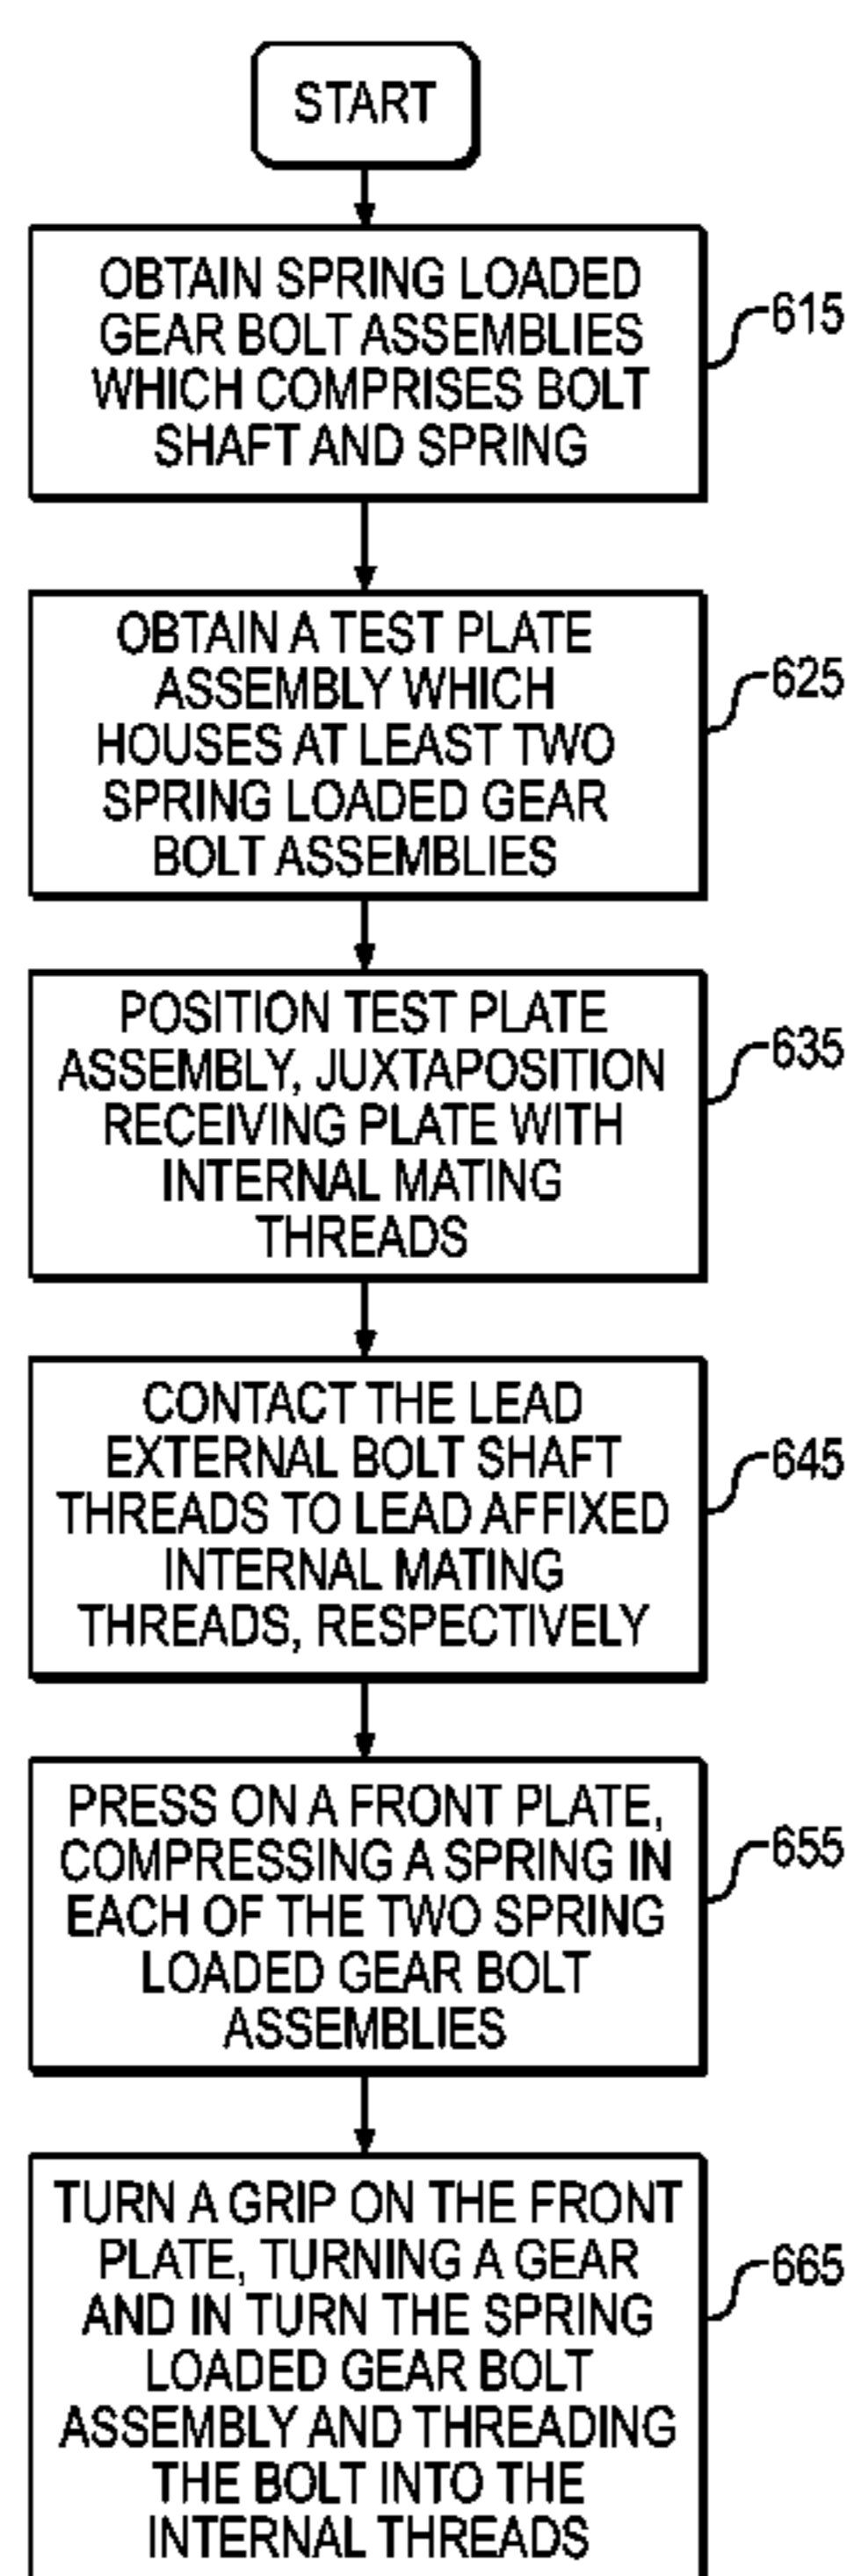 START
OBTAIN SPRING LOADED
GEAR BOLT ASSEMBLIES
WHICH COMPRISES BOLT
SHAFT AND SPRING
615
OBTAIN A TEST PLATE
ASSEMBLY WHICH
HOUSES AT LEAST TWO
SPRING LOADED GEAR
BOLT ASSEMBLIES
625
POSITION TEST PLATE
ASSEMBLY, JUXTAPOSITION
RECEIVING PLATE WITH
INTERNAL MATING
THREADS
635
CONTACT THE LEAD
EXTERNAL BOLT SHAFT
THREADS TO LEAD AFFIXED
INTERNAL MATING
THREADS, RESPECTIVELY
645
PRESS ON A FRONT PLATE,
COMPRESSING A SPRING IN
EACH OF THE TWO SPRING
LOADED GEAR BOLT
ASSEMBLIES
655
TURN A GRIP ON THE FRONT
PLATE, TURNING A GEAR
AND IN TURN THE SPRING
LOADED GEAR BOLT
ASSEMBLY AND THREADING
THE BOLT INTO THE
INTERNAL THREADS
665